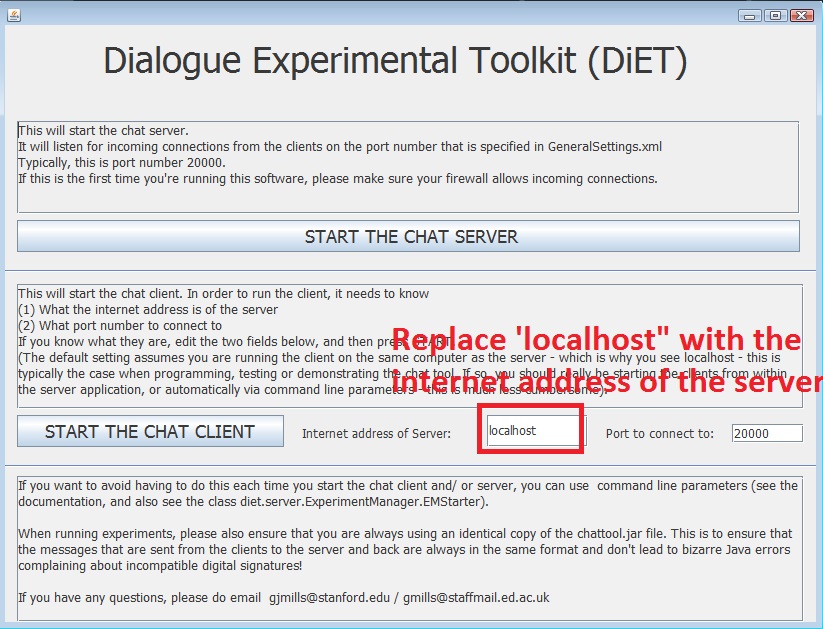 Dialogue Experimental Toolkit (DiET)
This will start the chat server.
It will listen for incoming connections from the clients on the port number that is specified in GeneralSettings.xml
Typically, this is port number 20000.
If this is the first time you're running this software, please make sure your firewall allows incoming connections.
START THE CHAT SERVER
This will start the chat client. In order to run the client, it needs to know
(1) What the internet address is of the server
(2) What port number to connect to
If you know what they are, edit the two fields below, and then press START
Replace 'localhost" with the
(The default setting assumes you are running the client on the same computer as the server - which is why you see localhost - this is
typically the case when programming, testing or demonstrating the chat tool. If so, you should really be starting the clients from within
internet address of the server
the server application, or automatically via command line parameters - this is much less cumbersome).
START THE CHAT CLIENT
Internet address of Server:
localhost
Port to connect to:
20000
If you want to avoid having to do this each time you start the chat client and/ or server, you can use  command line parameters (see the
documentation, and also see the class diet.server.ExperimentManager.EMStarter).
When running experiments, please also ensure that you are always using an identical copy of the chattool.jar file. This is to ensure that
the messages that are sent from the clients to the server and back are always in the same format and don't lead to bizarre Java errors
complaining about incompatible digital signatures!
If you have any questions, please do email  gjmills@stanford.edu / gmills@staffmail.ed.ac.uk